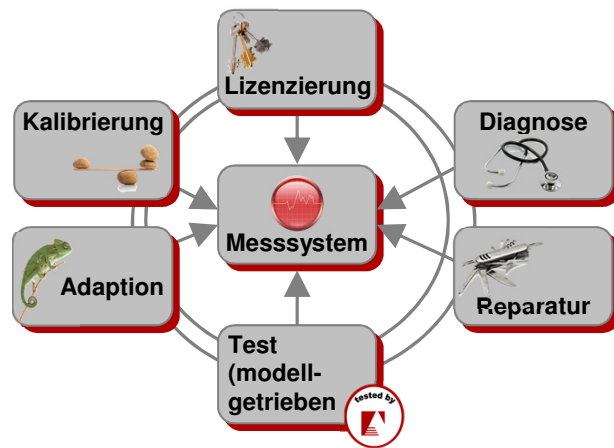 Lizenzierung
Kalibrierung
Diagnose
Messsystem
Adaption
Reparatur
Test
(modell-
getrieben
tested by